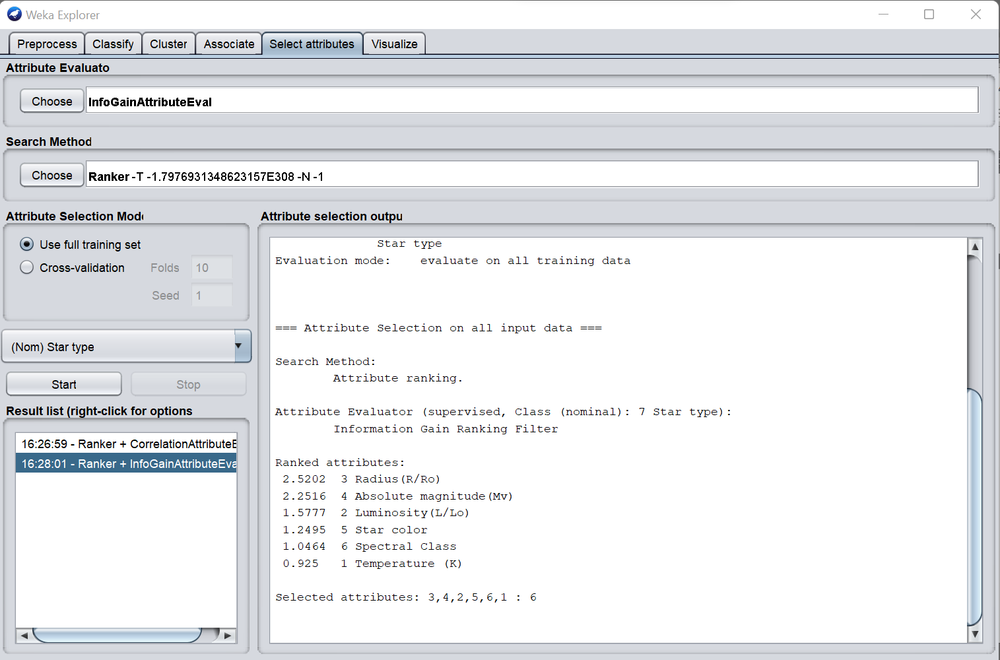 Weka Explorer
Preprocess Classify Cluster Associate Select attributes Visualize
Attribute Evaluato
Choose InfoGainAttributeEval
Search Method
Choose Ranker -T -1.7976931348623157E308 -N -1
Attribute Selection Mode
Use full training set
Cross-validation Folds 10
Seed 1
(Nom) Star type
Start Stop
Result list (right-click for options
16:26:59 - Ranker + CorrelationAttributeE
16:28:01 - Ranker + InfoGainAttributeEva
Attribute selection outpu
Star type
Evaluation mode: evaluate on all training data
=== Attribute Selection on all input data ===
Search Method:
Attribute ranking.
Attribute Evaluator (supervised, Class (nominal): 7 Star type):
Information Gain Ranking Filter
Ranked attributes:
2.5202 3 Radius(R/Ro)
2.2516 4 Absolute magnitude(Mv)
1.5777 2 Luminosity(L/Lo)
1.2495 5 Star color
1.0464 6 Spectral Class
0.925 1 Temperature (K)
Selected attributes: 3,4,2,5,6,1 : 6